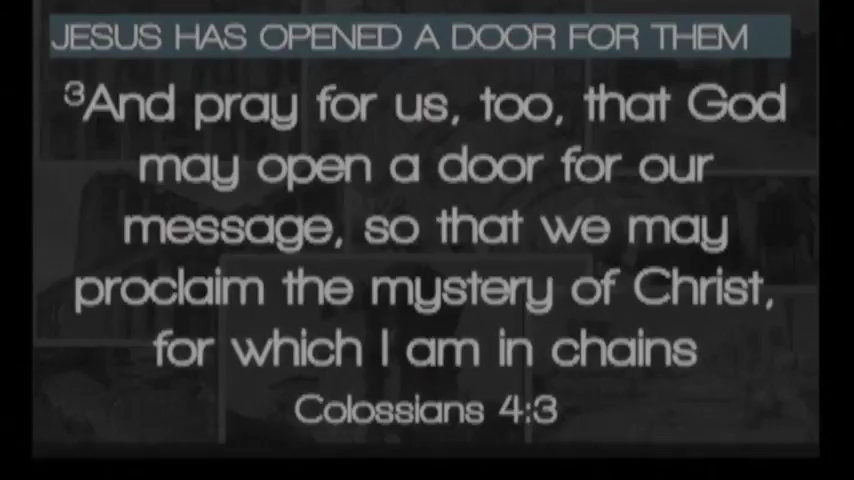 JESUS HAS OPENED A DOOR FOR THEM
³And pray for us, too, that God
may open a door for our
message, so that we may
proclaim the mystery of Christ,
for which I am in chains
Colossians 4:3